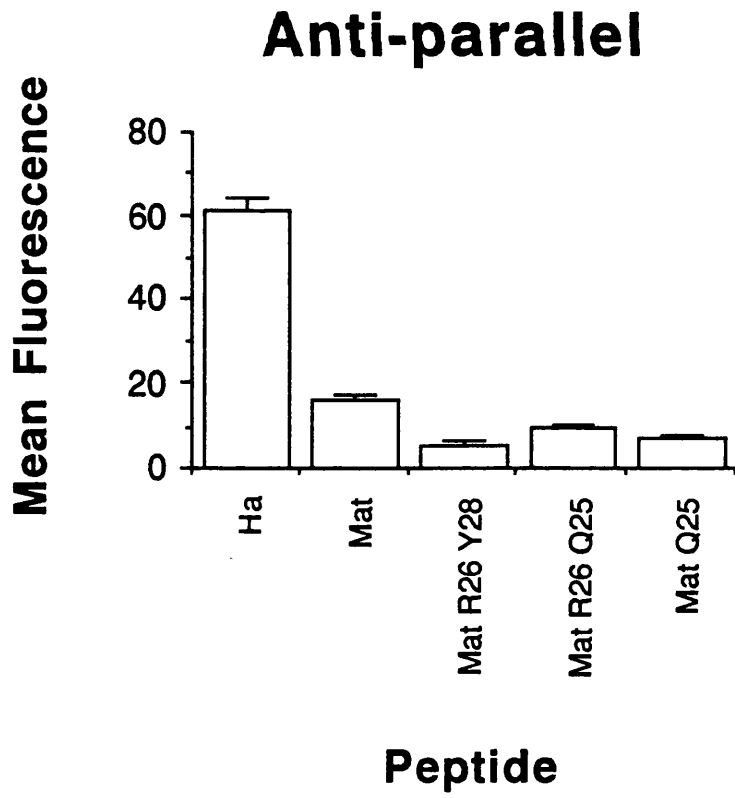 Anti-parallel
Mean Fluorescence
80
60
40
20
0
Ha
Mat
Mat R26 Y28
Mat R26 Q25
Mat Q25
Peptide